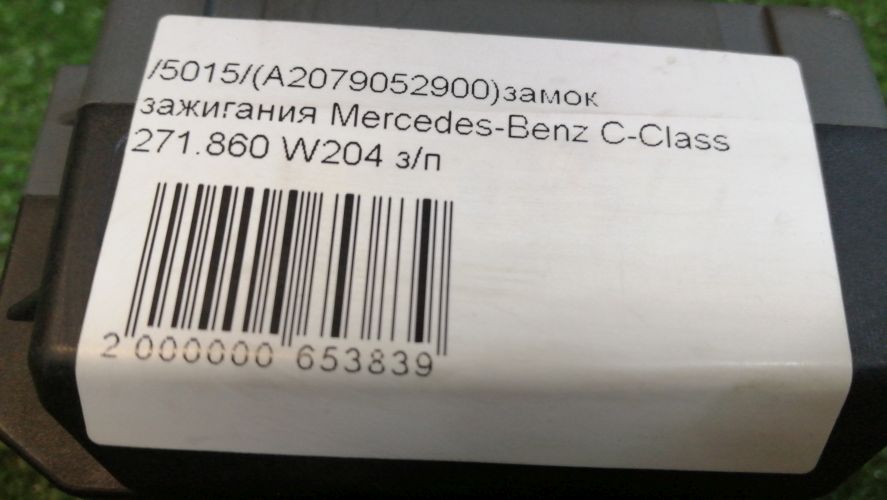 /5015/(A2079052900)замок
зажигания Mercedes-Benz C-Class
271.860 W204 з/п
2 000000 653839